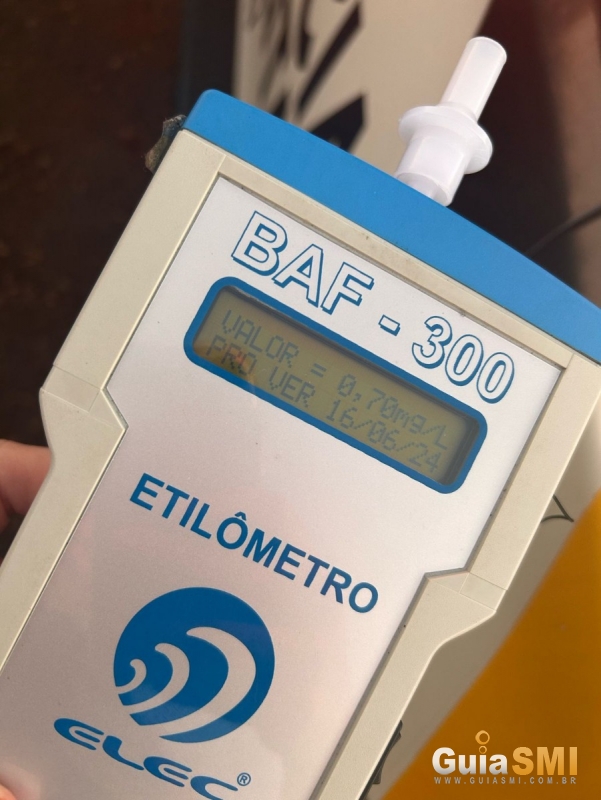 BAF - 300
VALOR = 0,70mg/L
PRO VER 16/06/24
ETILÔMETRO
ELEC®
GuiaSMI
WWW.GUIASMI.COM.BR